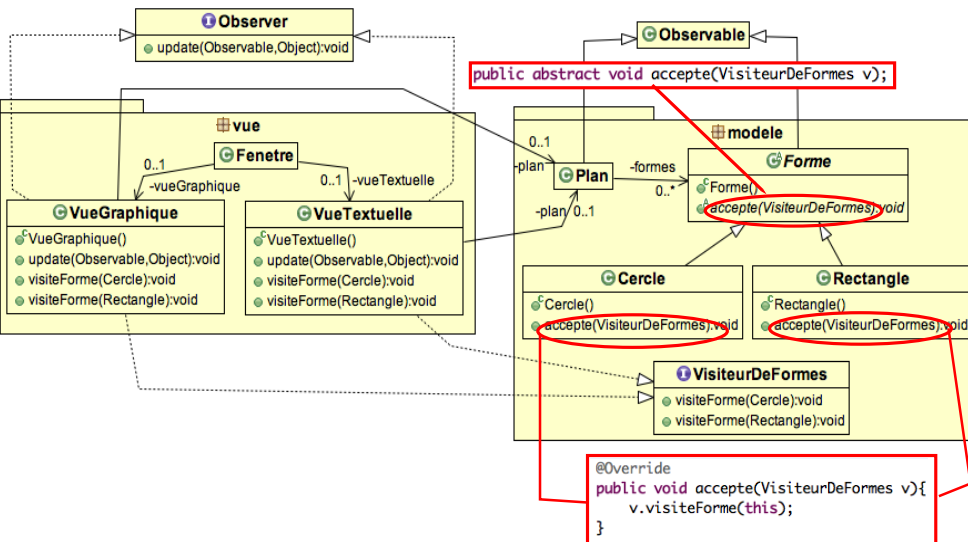 Observer
update(Observable,Object):void
Observable
public abstract void accepte(VisiteurDeFormes v);
vue
Fenetre
0..1
-vueGraphique
0..1
-vueTextuelle
VueGraphique
VueGraphique()
update(Observable,Object):void
visiteForme(Cercle):void
visiteForme(Rectangle):void
VueTextuelle
VueTextuelle()
update(Observable,Object):void
visiteForme(Cercle):void
visiteForme(Rectangle):void
modele
0..1
-plan
Plan
-plan
0..1
-formes
0..*
Forme
Forme()
accepte(VisiteurDeFormes):void
Cercle
Cercle()
accepte(VisiteurDeFormes):void
Rectangle
Rectangle()
accepte(VisiteurDeFormes):void
VisiteurDeFormes
visiteForme(Cercle):void
visiteForme(Rectangle):void
@Override
public void accepte(VisiteurDeFormes v){
v.visiteForme(this);
}